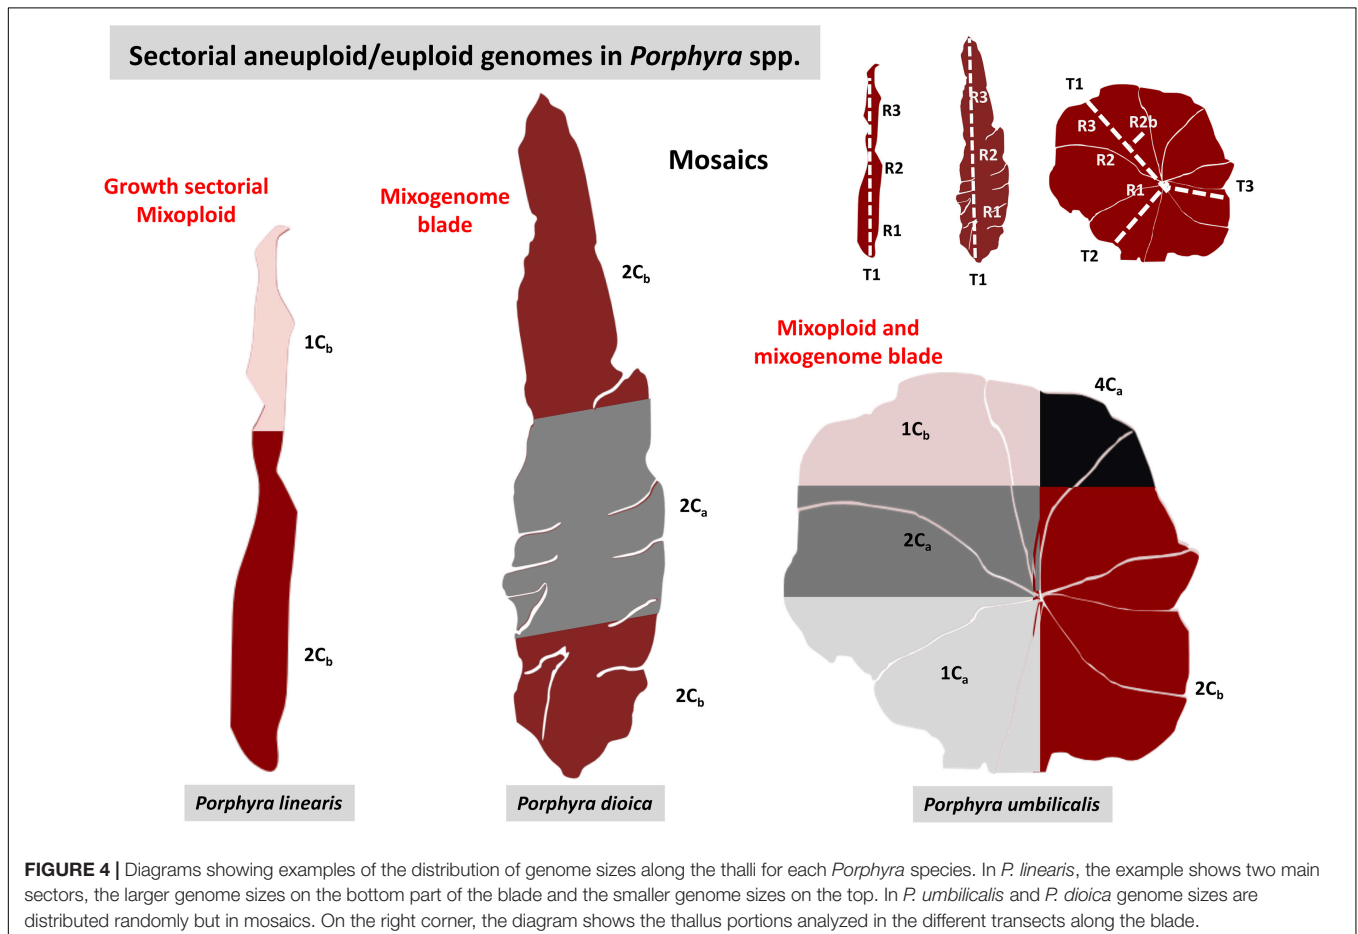 Sectorial aneuploid/euploid genomes in Porphyra spp.
Mosaics
R3
R2
R1
T1
R3
R2
R1
T1
T1
R3
R2b
R2
R1
T3
T2
Growth sectorial
Mixoploid
1Cb
2Cb
Porphyra linearis
Mixogenome
blade
2Cb
2Ca
2Cb
Porphyra dioica
Mixoploid and
mixogenome blade
4Ca
1Cb
2Ca
1Ca
2Cb
Porphyra umbilicalis
FIGURE 4 | Diagrams showing examples of the distribution of genome sizes along the thalli for each Porphyra species. In P. linearis, the example shows two main
sectors, the larger genome sizes on the bottom part of the blade and the smaller genome sizes on the top. In P. umbilicalis and P. dioica genome sizes are
distributed randomly but in mosaics. On the right corner, the diagram shows the thallus portions analyzed in the different transects along the blade.